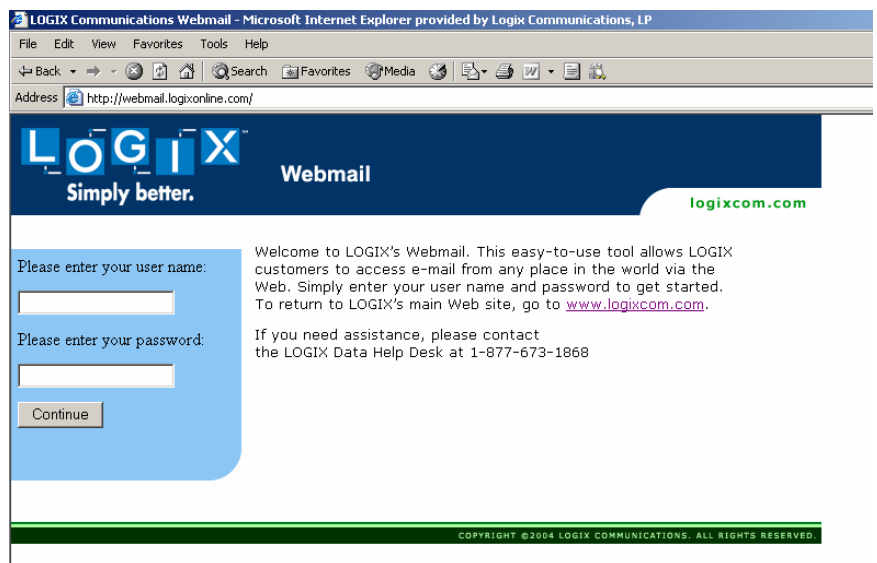 LOGIX Communications Webmail - Microsoft Internet Explorer provided by Logix Communications, LP
File Edit View Favorites Tools Help
Back Search Favorites Media
Address http://webmail.logixonline.com/
LOGIX™
Simply better.
Webmail
logixcom.com
Please enter your user name:
Please enter your password:
Continue
Welcome to LOGIX's Webmail. This easy-to-use tool allows LOGIX
customers to access e-mail from any place in the world via the
Web. Simply enter your user name and password to get started.
To return to LOGIX's main Web site, go to www.logixcom.com.
If you need assistance, please contact
the LOGIX Data Help Desk at 1-877-673-1868
COPYRIGHT ©2004 LOGIX COMMUNICATIONS. ALL RIGHTS RESERVED.